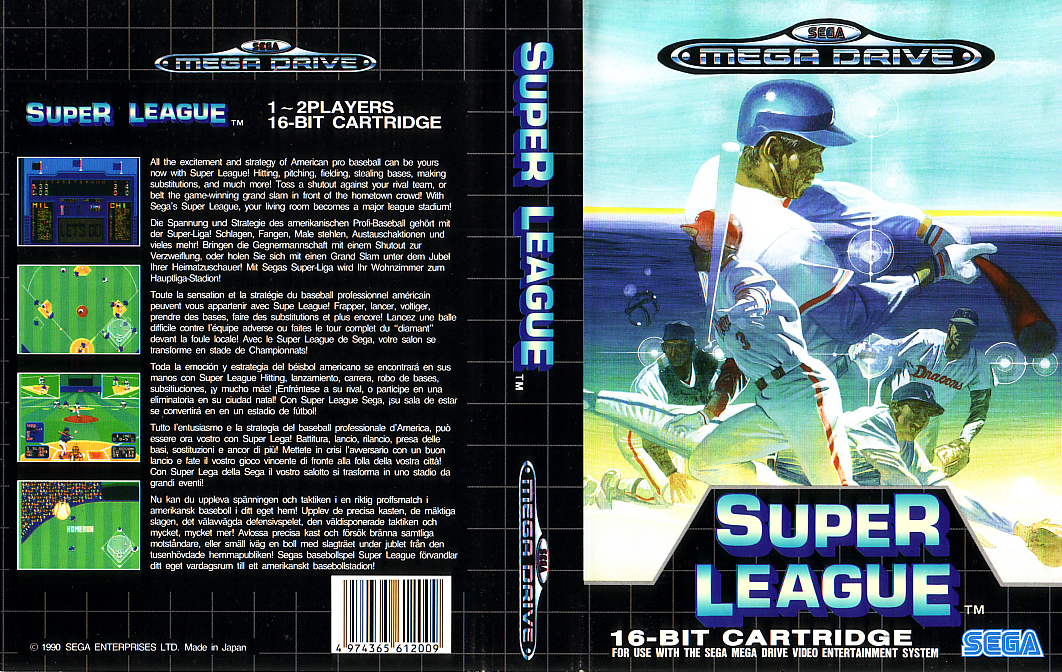 SEGA
MEGA DRIVE
SUPER LEAGUE™
1~2PLAYERS
16-BIT CARTRIDGE
All the excitement and strategy of American pro baseball can be yours
now with Super League! Hitting, pitching, fielding, stealing bases, making
substitutions, and much more! Toss a shutout against your rival team, or
belt the game-winning grand slam in front of the hometown crowd! With
Sega's Super League, your living room becomes a major league stadium!
Die Spannung und Strategie des amerikanischen Profi-Baseball gehört mit
der Super-Liga! Schlagen, Fangen, Male stehlen, Austauschaktionen und
vieles mehr! Bringen die Gegnermannschaft mit einem Shutout zur
Verzweiflung, oder holen Sie sich mit einen Grand Slam unter dem Jubel
Ihrer Heimatzuschauer! Mit Segas Super-Liga wird Ihr Wohnzimmer zum
Hauptliga-Stadion!
Toute la sensation et la stratégie du baseball professionnel américain
peuvent vous appartenir avec Supe League! Frapper, lancer, voltiger,
prendre des bases, faire des substitutions et plus encore! Lancez une balle
difficile contre l'équipe adverse ou faites le tour complet du "diamant"
devant la foule locale! Avec le Super League de Sega, votre salon se
transforme en stade de Championnats!
Toda la emoción y estrategia del béisbol americano se encontrará en sus
manos con Super League Hitting, lanzamiento, carrera, robo de bases,
subsitiuciones, ¡y mucho más! ¡Enfréntese a su rival, o participe en una
eliminatoria en su ciudad natal! Con Super League Sega, ¡su sala de estar
se convertirá en en un estadio de fútbol!
Tutto l'entusiasmo e la strategia del baseball professionale d'America, può
essere ora vostro con Super Lega! Battitura, lancio, rilancio, presa delle
basi, sostituzioni e ancor di più! Mettete in crisi l'avversario con un buon
lancio e fate il vostro gioco vincente di fronte alla folla della vostra città!
Con Super Lega della Sega il vostro salotto si trasforma in uno stadio da
grandi eventi!
Nu kan du uppleva spänningen och taktiken i en riktig proffsmatch i
amerikansk baseboll i ditt eget hem! Upplev de precisa kasten, de mäktiga
slagen, det välavvägda defensivspelet, den väldisponerade taktiken och
mycket, mycket mer! Avlossa precisa kast och försök bränna samtliga
motståndare, eller smäll iväg en boll med slagträet under jublet från den
tusenhövdade hemmapubliken! Segas basebollspel Super League förvandlar
ditt eget vardagsrum till ett amerikanskt basebollstadion!
MIL
CHI
LET'S GO
HOMERUN
4 974365 612009
© 1990 SEGA ENTERPRISES LTD. Made in Japan
SUPER LEAGUE™
SEGA
MEGA DRIVE
SEGA
MEGA DRIVE
3
Dragons
SUPER
LEAGUE™
16-BIT CARTRIDGE
FOR USE WITH THE SEGA MEGA DRIVE VIDEO ENTERTAINMENT SYSTEM
SEGA